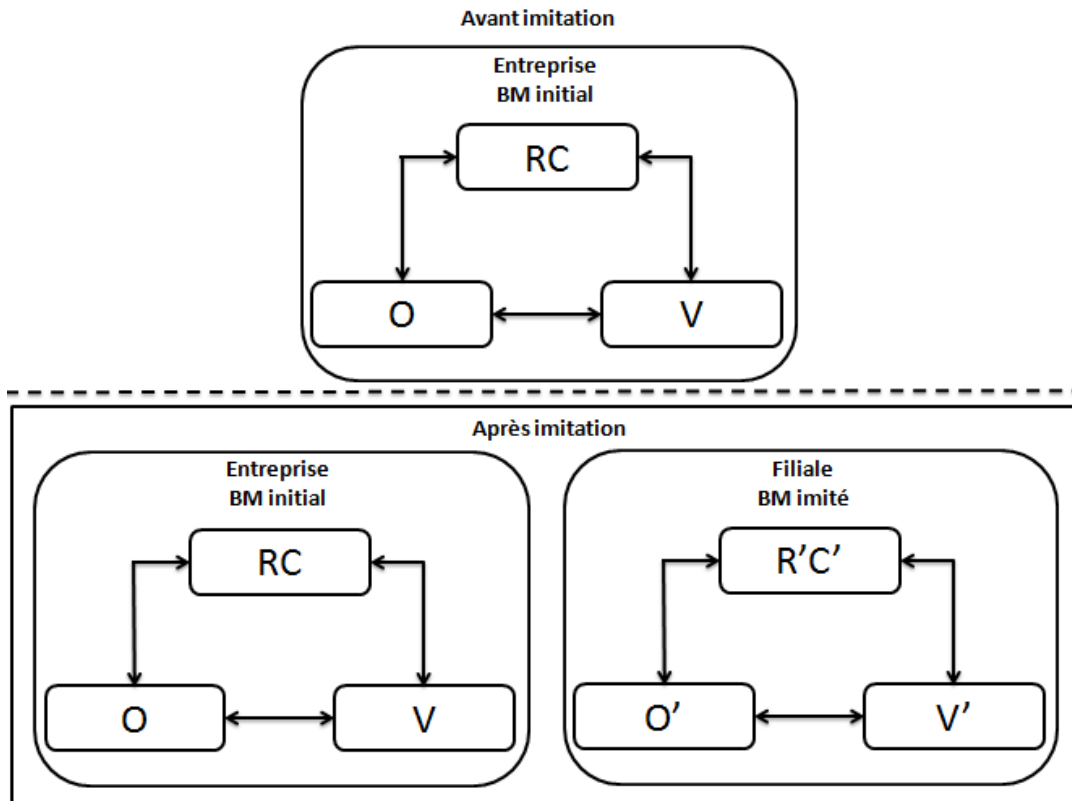 Avant imitation
Entreprise
BM initial
RC
O
V
Après imitation
Entreprise
BM initial
RC
O
V
Filiale
BM imité
R’C’
O’
V’